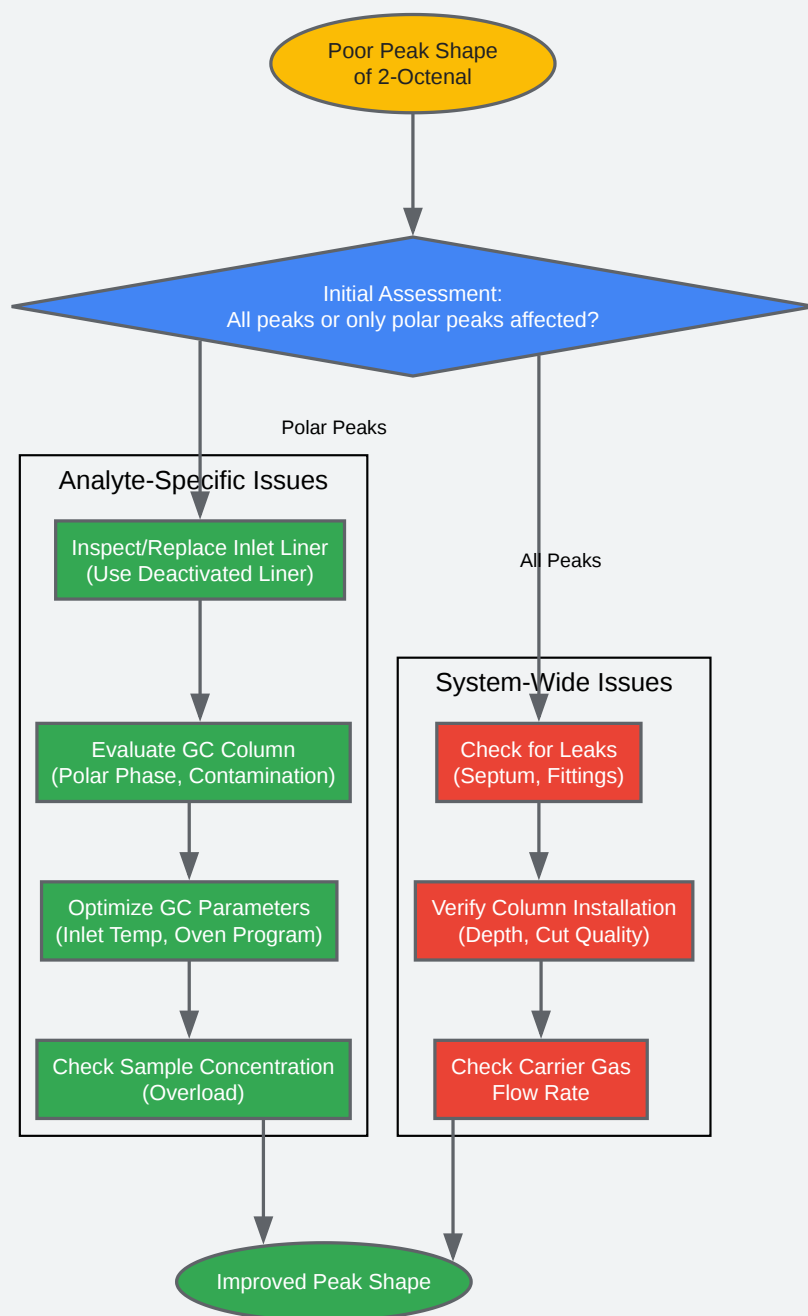 Poor Peak Shape
of 2-Octenal
Initial Assessment:
All peaks or only polar peaks affected?
Polar Peaks
Analyte-Specific Issues
Inspect/Replace Inlet Liner
(Use Deactivated Liner)
Evaluate GC Column
(Polar Phase, Contamination)
Optimize GC Parameters
(Inlet Temp, Oven Program)
Check Sample Concentration
(Overload)
All Peaks
System-Wide Issues
Check for Leaks
(Septum, Fittings)
Verify Column Installation
(Depth, Cut Quality)
Check Carrier Gas
Flow Rate
Improved Peak Shape